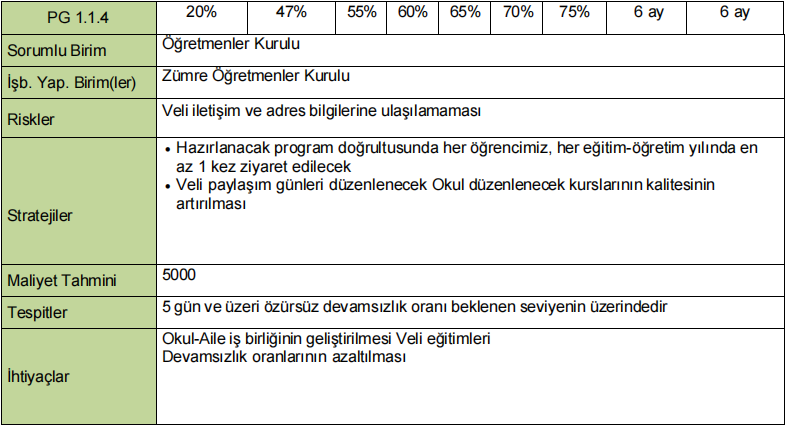 PG 1.1.4 20% 47% 55% 60% 65% 70% 75% 6 ay 6 ay
Sorumlu Birim Öğretmenler Kurulu
İşb. Yap. Birim(ler) Zümre Öğretmenler Kurulu
Riskler Veli iletişim ve adres bilgilerine ulaşılamaması
Stratejiler
• Hazırlanacak program doğrultusunda her öğrencimiz, her eğitim-öğretim yılında en
az 1 kez ziyaret edilecek
• Veli paylaşım günleri düzenlenecek Okul düzenlenecek kurslarının kalitesinin
artırılması
Maliyet Tahmini 5000
Tespitler 5 gün ve üzeri özürsüz devamsızlık oranı beklenen seviyenin üzerindedir
İhtiyaçlar
Okul-Aile iş birliğinin geliştirilmesi Veli eğitimleri
Devamsızlık oranlarının azaltılması